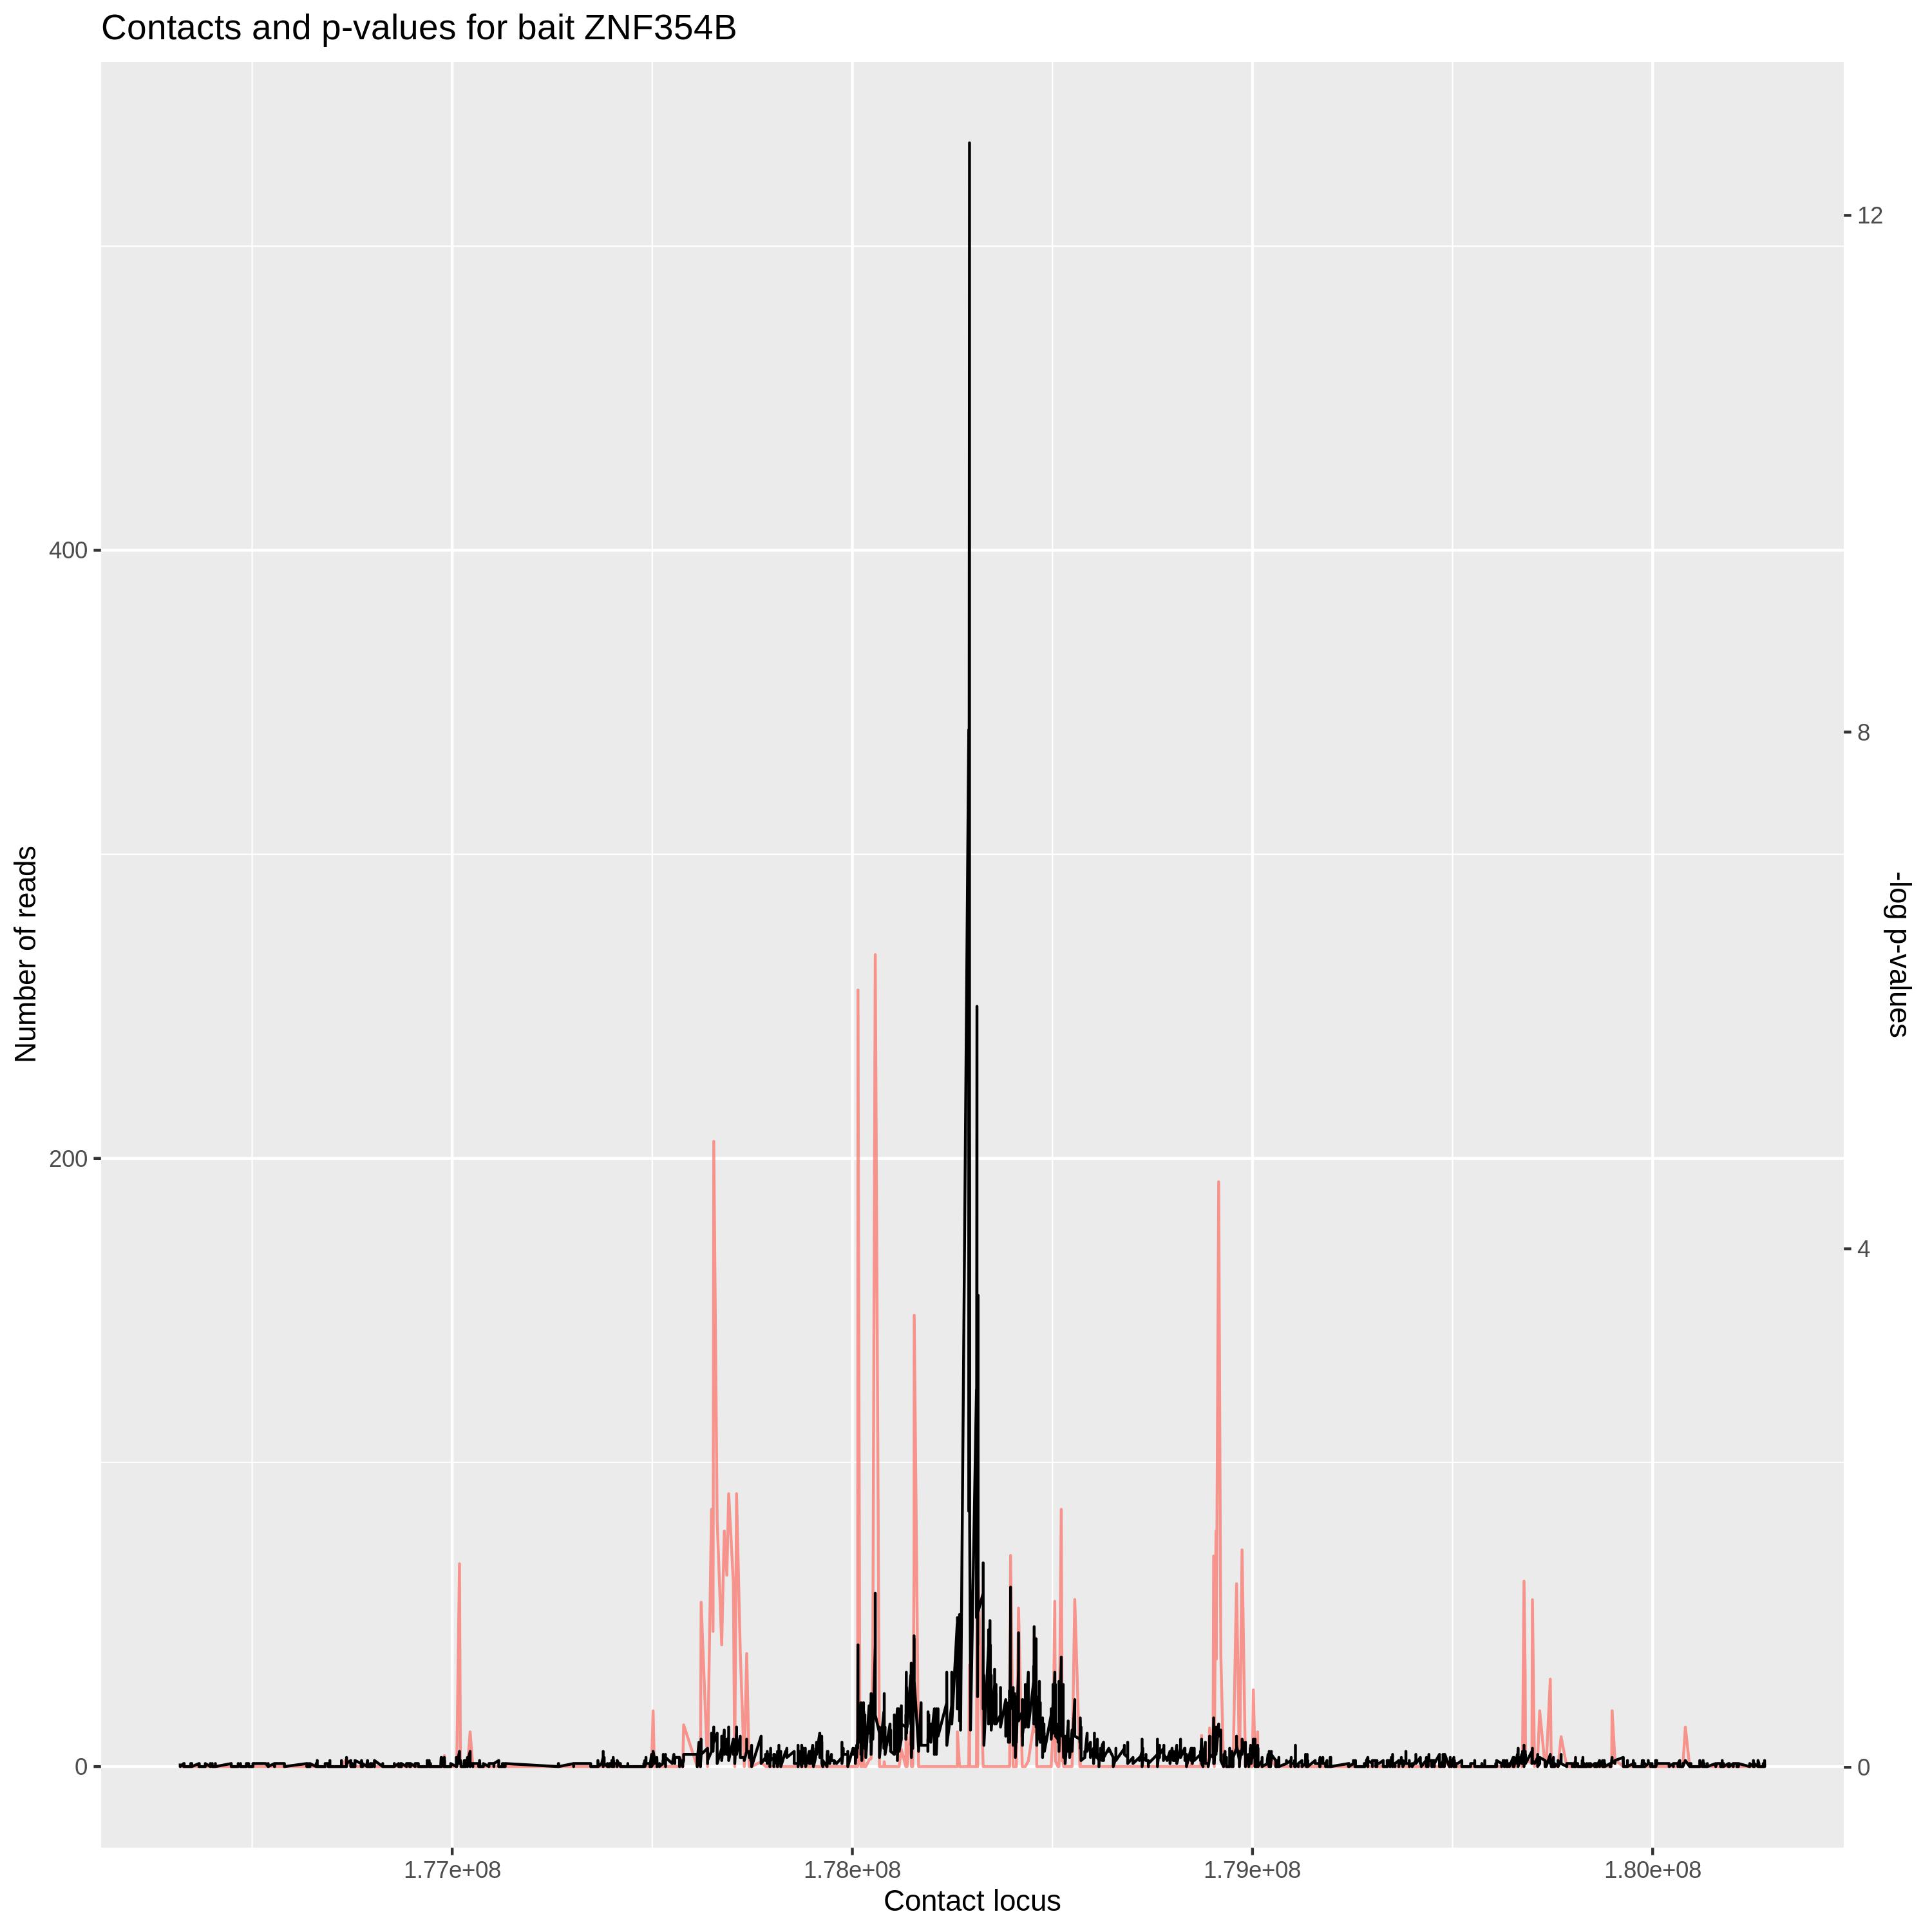 Contacts and p-values for bait ZNF354B
400
200
0
12
8
4
0
Number of reads
-log p-values
1.77e+08
1.78e+08
1.79e+08
1.80e+08
Contact locus